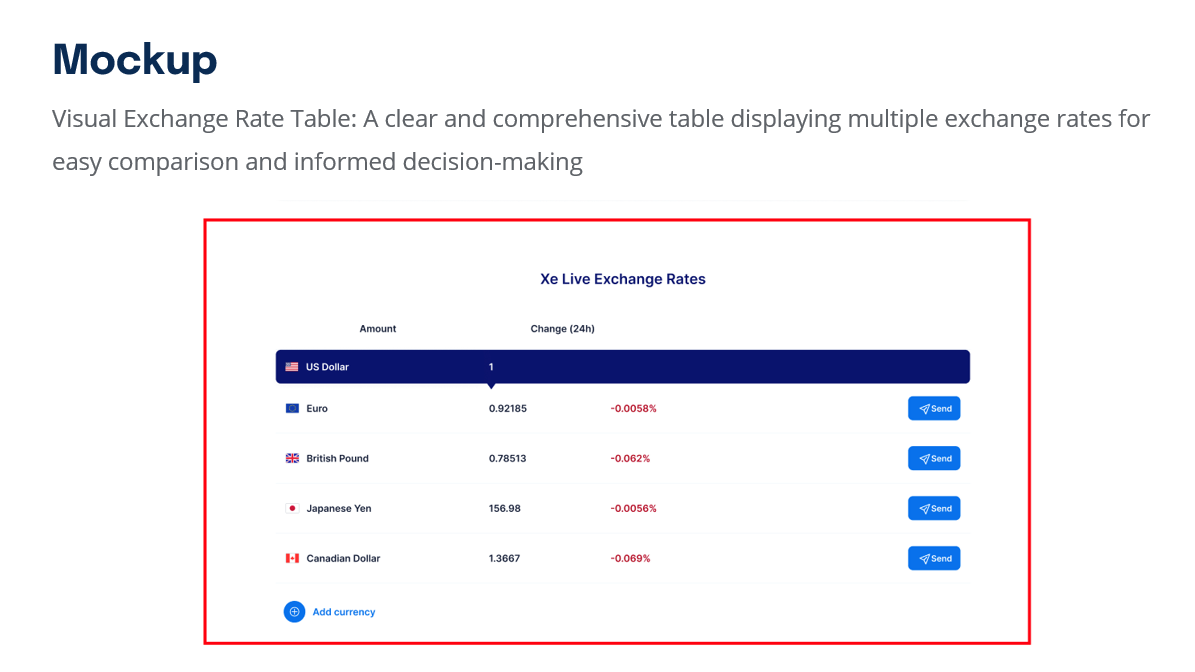 Mockup
Visual Exchange Rate Table: A clear and comprehensive table displaying multiple exchange rates for
easy comparison and informed decision-making
Xe Live Exchange Rates
Amount Change (24h)
US Dollar 1
Euro 0.92185 -0.0058% Send
British Pound 0.78513 -0.062% Send
Japanese Yen 156.98 -0.0056% Send
Canadian Dollar 1.3667 -0.069% Send
Add currency